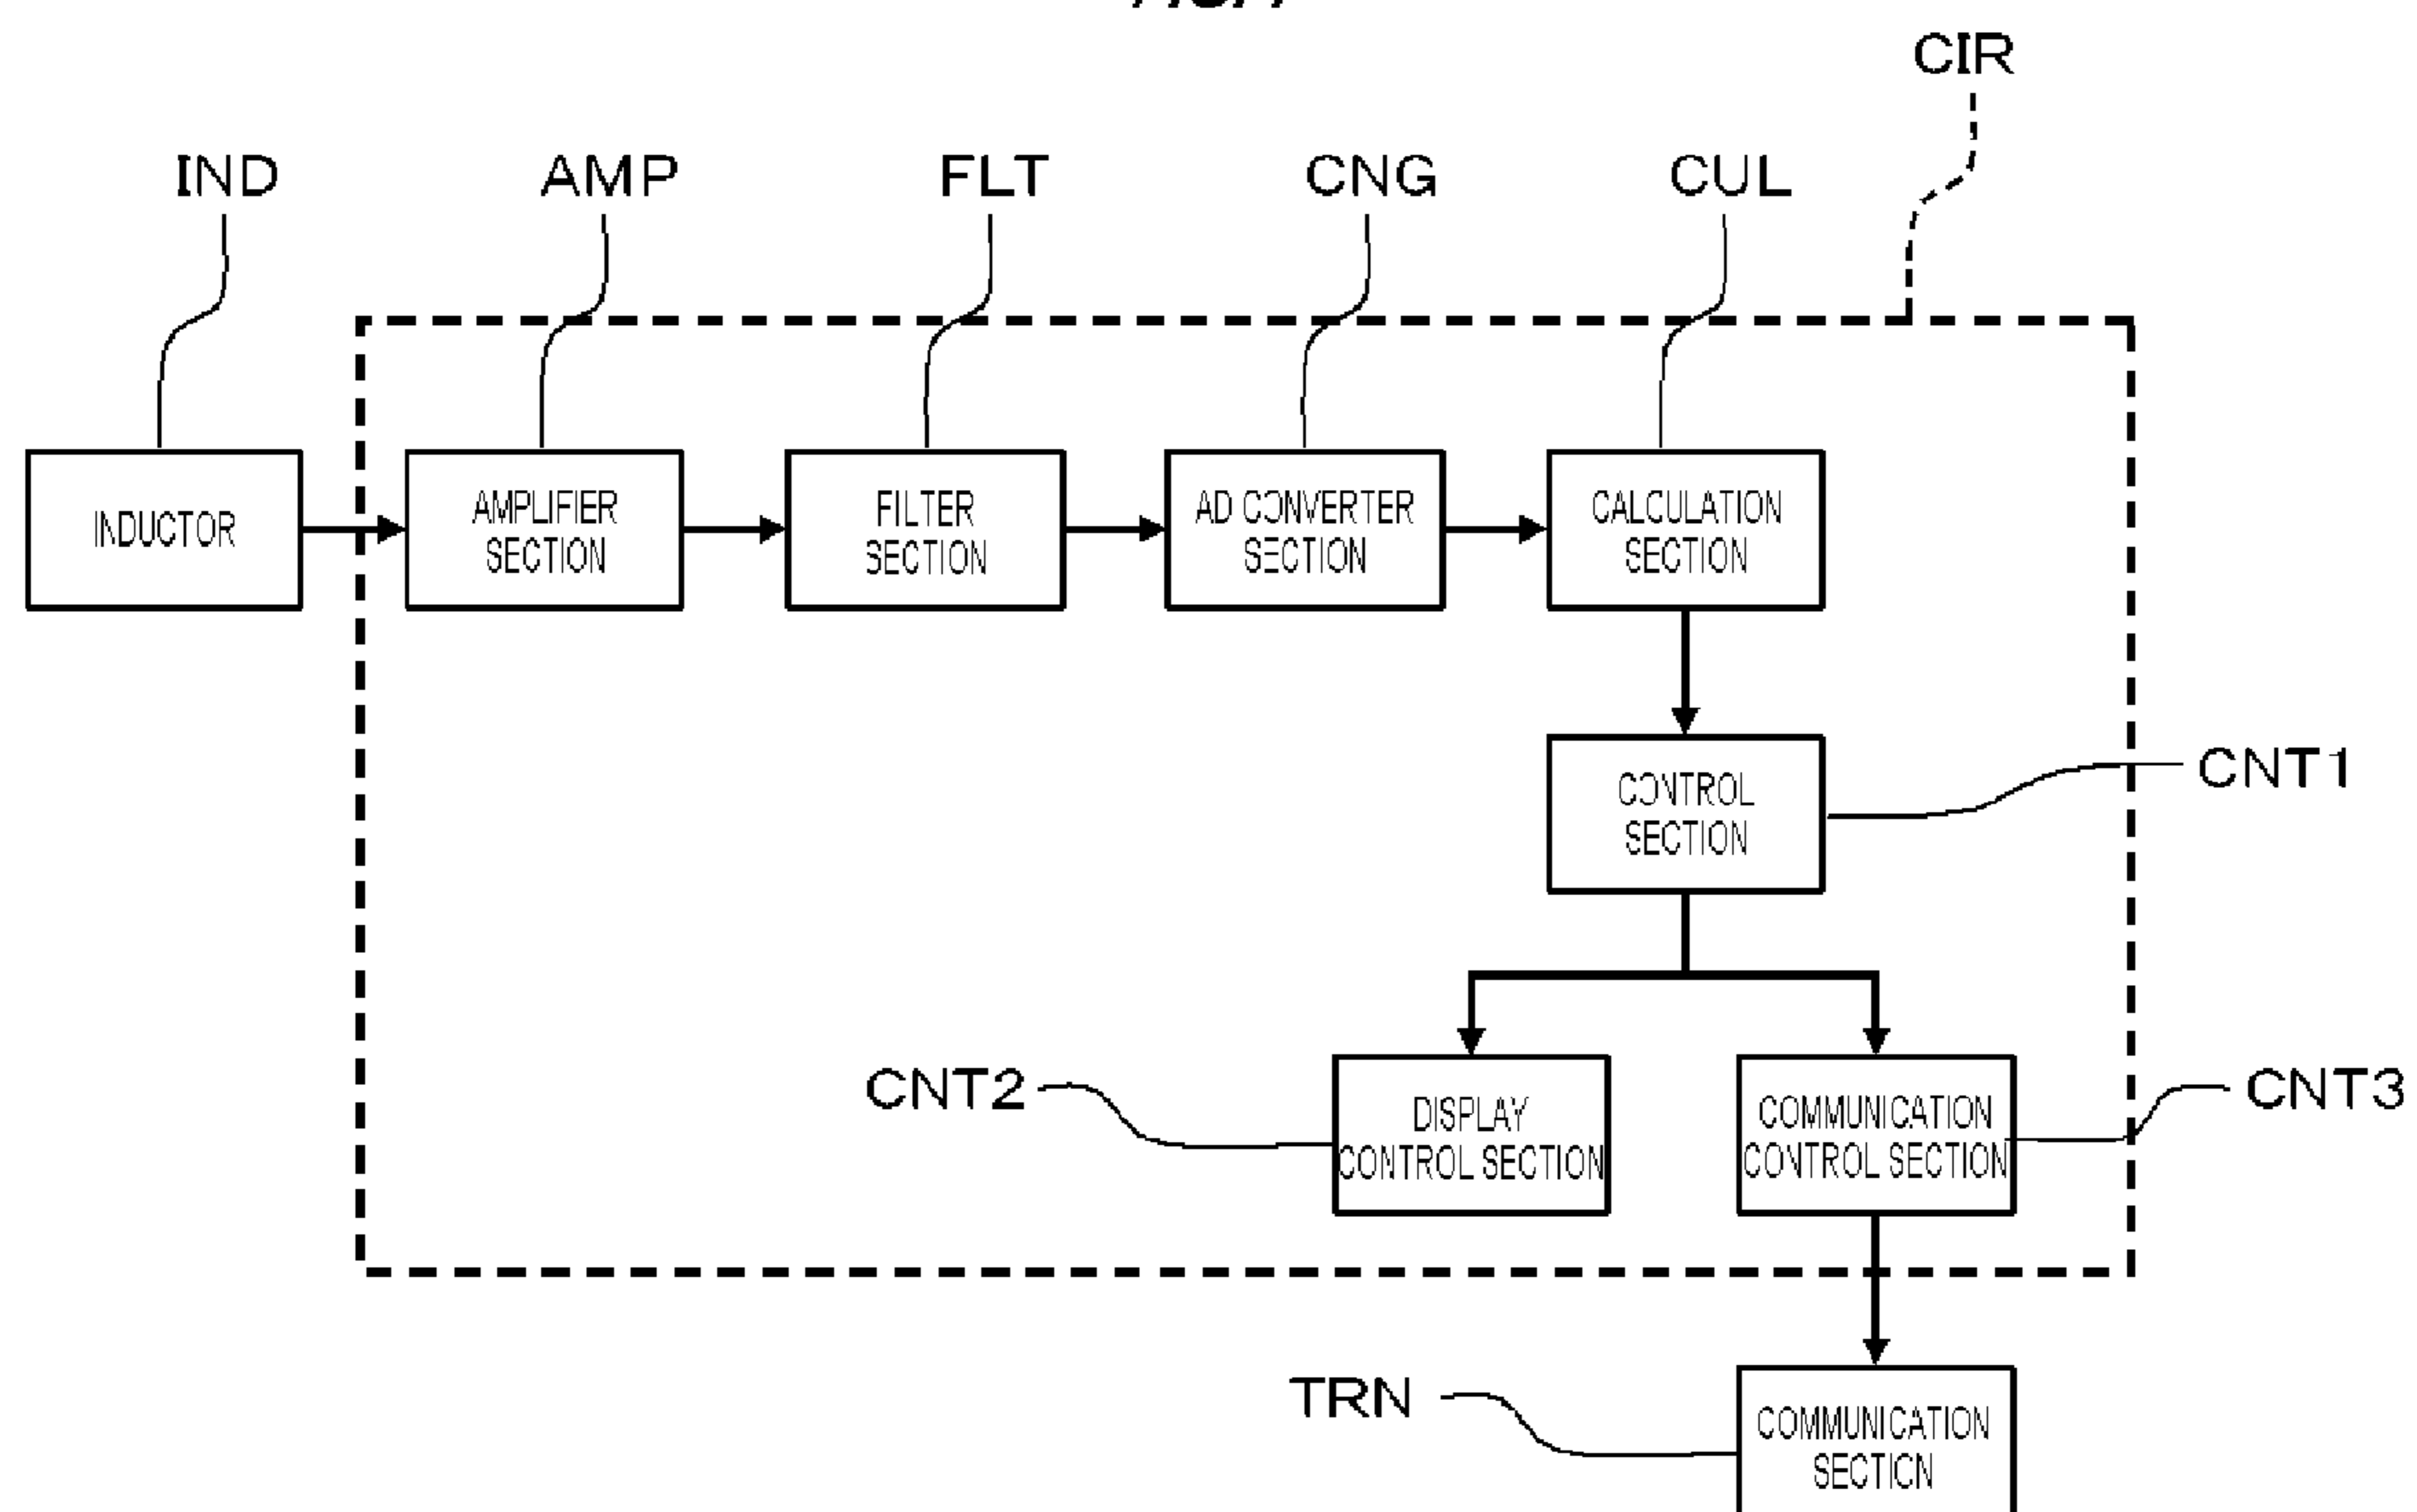 CIR
IND
AMP
FLT
CNG
CUL
INDUCTOR
AMPLIFIER
SECTION
FILTER
SECTION
AD CONVERTER
SECTION
CALCULATION
SECTION
CONTROL
SECTION
CNT1
CNT2
DISPLAY
CONTROL SECTION
COMMUNICATION
CONTROL SECTION
CNT3
TRN
COMMUNICATION
SECTION